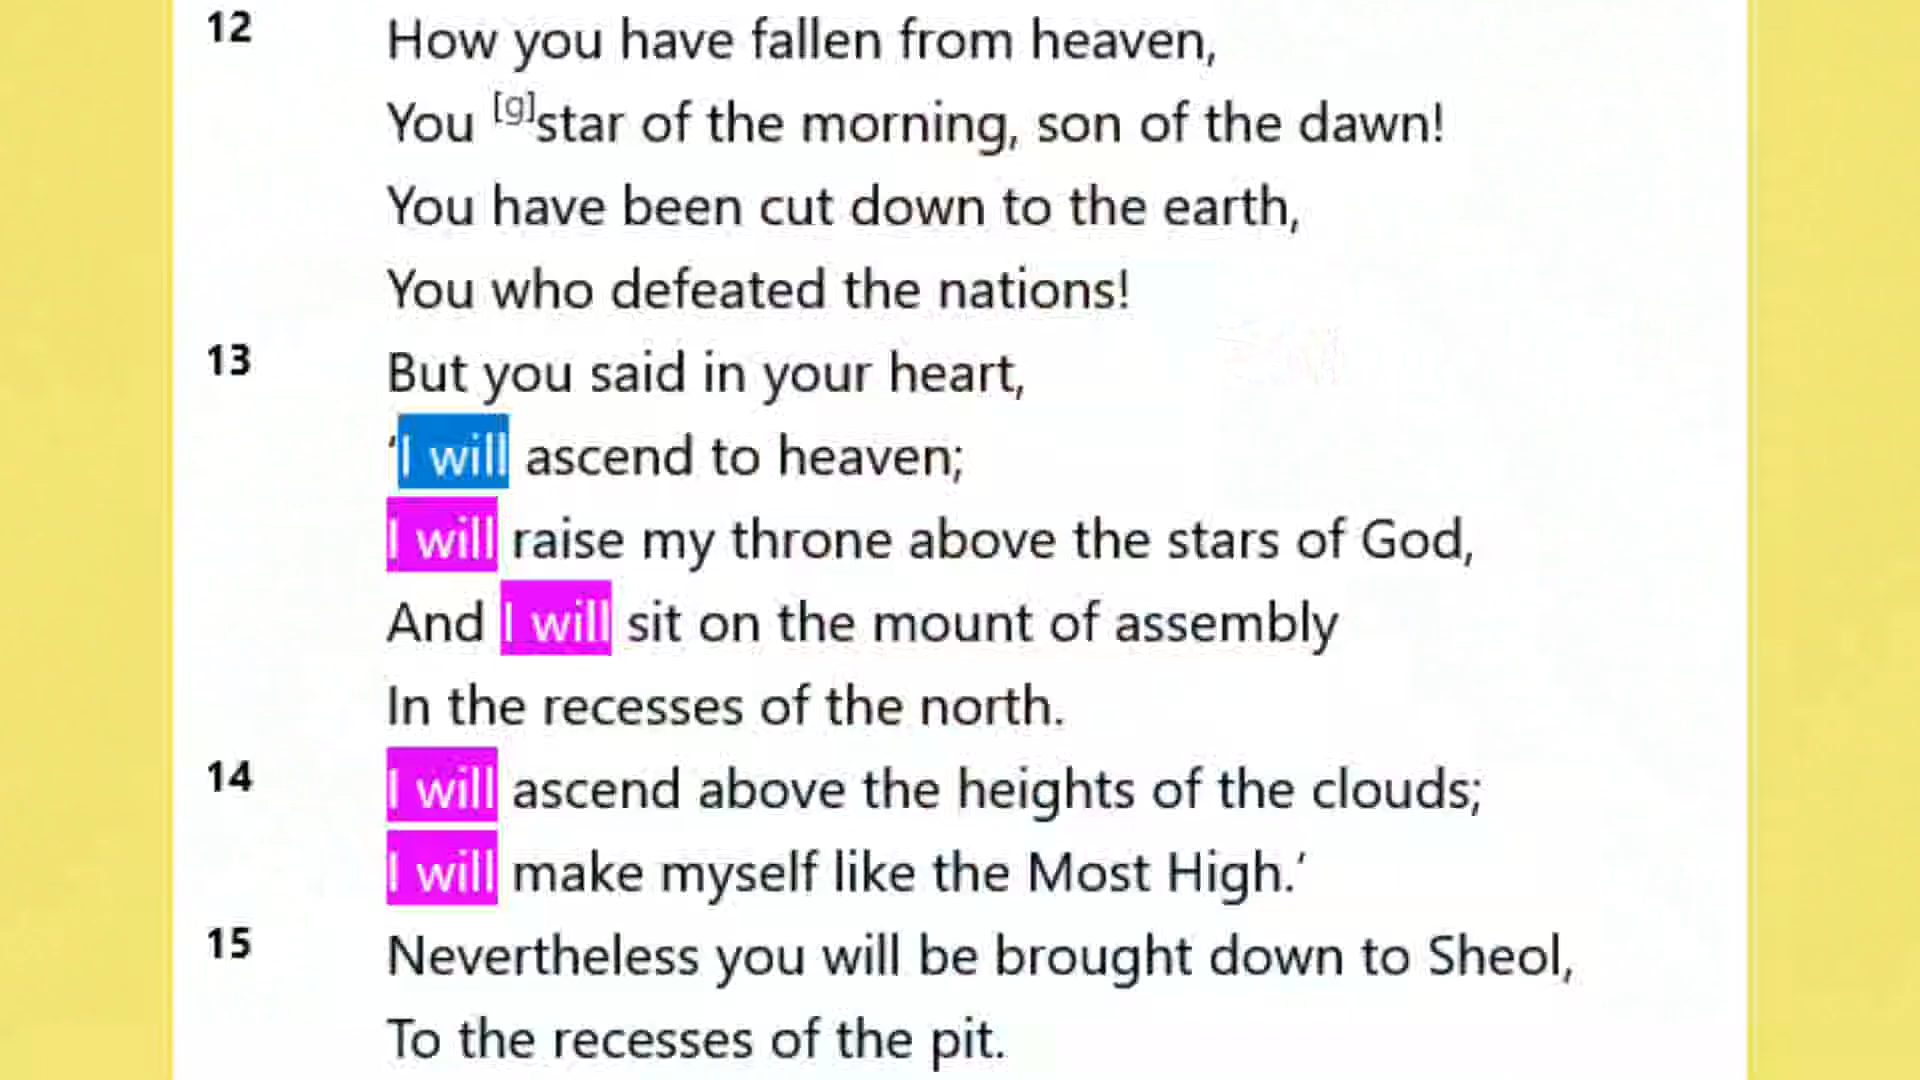 12 How you have fallen from heaven,
You [g]star of the morning, son of the dawn!
You have been cut down to the earth,
You who defeated the nations!
13 But you said in your heart,
‘I will ascend to heaven;
I will raise my throne above the stars of God,
And I will sit on the mount of assembly
In the recesses of the north.
14 I will ascend above the heights of the clouds;
I will make myself like the Most High.’
15 Nevertheless you will be brought down to Sheol,
To the recesses of the pit.